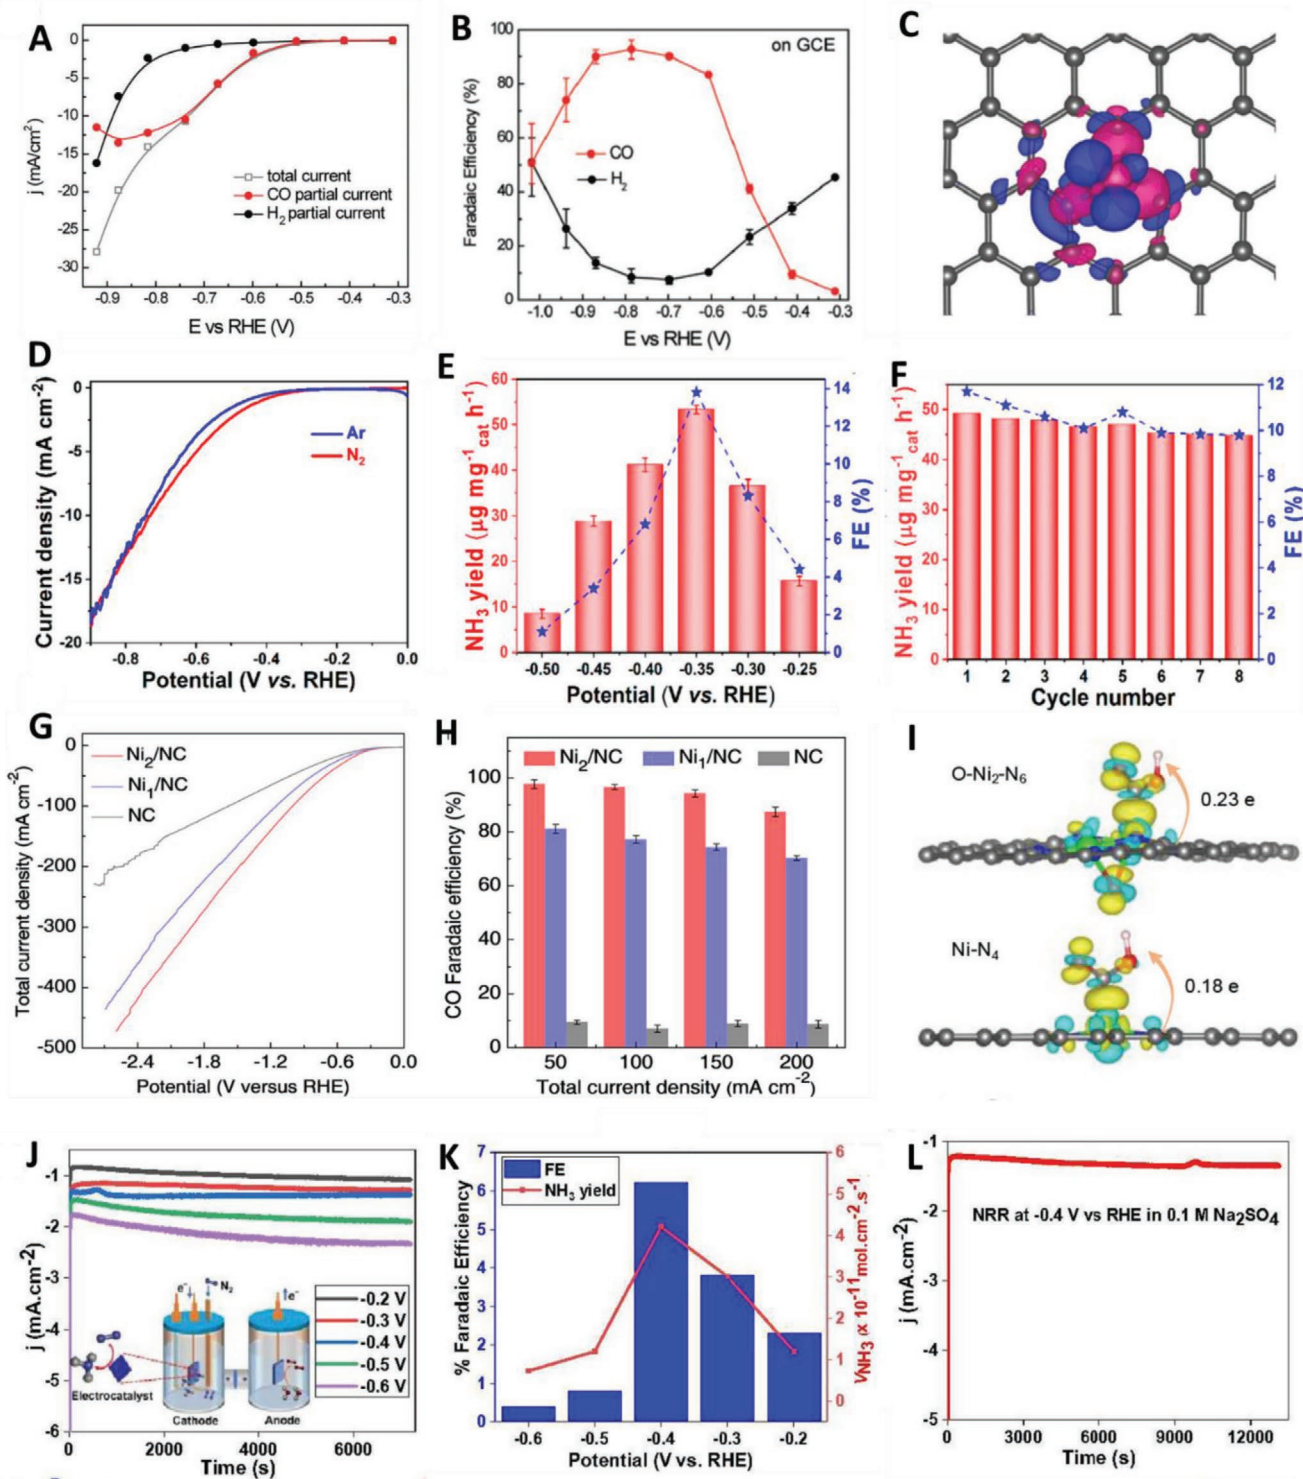 A
0
-5
-10
-15
-20
-25
-30
j (mA/cm²)
total current
CO partial current
H₂ partial current
-0.9 -0.8 -0.7 -0.6 -0.5 -0.4 -0.3
E vs RHE (V)
B
100
80
60
40
20
0
Faradaic Efficiency (%)
on GCE
CO
H₂
-1.0 -0.9 -0.8 -0.7 -0.6 -0.5 -0.4 -0.3
E vs RHE (V)
C
D
0
-5
-10
-15
-20
Current density (mA cm⁻²)
Ar
N₂
-0.8 -0.6 -0.4 -0.2 0.0
Potential (V vs. RHE)
E
60
50
40
30
20
10
0
NH₃ yield (μg mg⁻¹cat h⁻¹)
14
12
10
8
6
4
2
0
FE (%)
-0.50 -0.45 -0.40 -0.35 -0.30 -0.25
Potential (V vs. RHE)
F
50
40
30
20
10
0
NH₃ yield (μg mg⁻¹cat h⁻¹)
12
10
8
6
4
2
0
FE (%)
1 2 3 4 5 6 7 8
Cycle number
G
0
-100
-200
-300
-400
-500
Total current density (mA cm⁻²)
Ni₂/NC
Ni₁/NC
NC
-2.4 -1.8 -1.2 -0.6 0.0
Potential (V versus RHE)
H
100
80
60
40
20
0
CO Faradaic efficiency (%)
Ni₂/NC Ni₁/NC NC
50 100 150 200
Total current density (mA cm⁻²)
I
O-Ni₂-N₆
0.23 e
Ni-N₄
0.18 e
J
-1
-2
-3
-4
-5
-6
j (mA.cm⁻²)
e⁻ N₂ e⁻
Electrocatalyst
Cathode Anode
-0.2 V
-0.3 V
-0.4 V
-0.5 V
-0.6 V
0 2000 4000 6000
Time (s)
K
7
6
5
4
3
2
1
0
% Faradaic Efficiency
FE
NH₃ yield
6
5
4
3
2
1
0
νNH₃ (x 10⁻¹¹mol.cm⁻².s⁻¹
-0.6 -0.5 -0.4 -0.3 -0.2
Potential (V vs. RHE)
L
-1
-2
-3
-4
-5
j (mA.cm⁻²)
NRR at -0.4 V vs RHE in 0.1 M Na₂SO₄
0 3000 6000 9000 12000
Time (s)